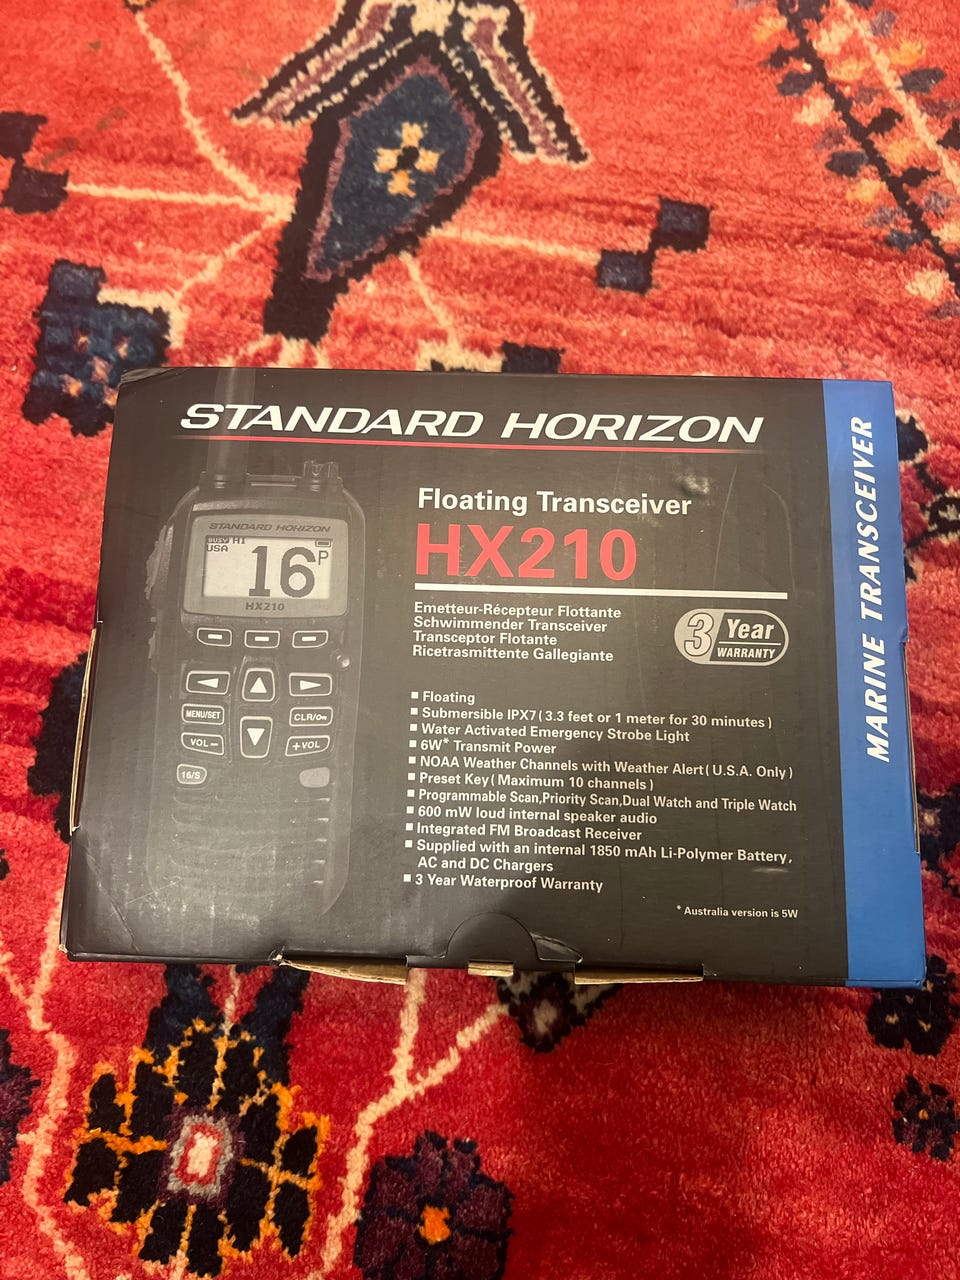 STANDARD HORIZON
Floating Transceiver
HX210
Emetteur-Récepteur Flottante
Schwimmender Transceiver
Transceptor Flotante
Ricetrasmittente Gallegiante
3 Year
WARRANTY
■ Floating
■ Submersible IPX7 ( 3.3 feet or 1 meter for 30 minutes )
■ Water Activated Emergency Strobe Light
■ 6W* Transmit Power
■ NOAA Weather Channels with Weather Alert ( U.S.A. Only )
■ Preset Key ( Maximum 10 channels )
■ Programmable Scan,Priority Scan,Dual Watch and Triple Watch
■ 600 mW loud internal speaker audio
■ Integrated FM Broadcast Receiver
■ Supplied with an internal 1850 mAh Li-Polymer Battery,
AC and DC Chargers
■ 3 Year Waterproof Warranty
* Australia version is 5W
STANDARD HORIZON
BUSY HI
USA
16P
HX210
MENU/SET
CLR/
VOL −
+ VOL
16/S
MARINE TRANSCEIVER